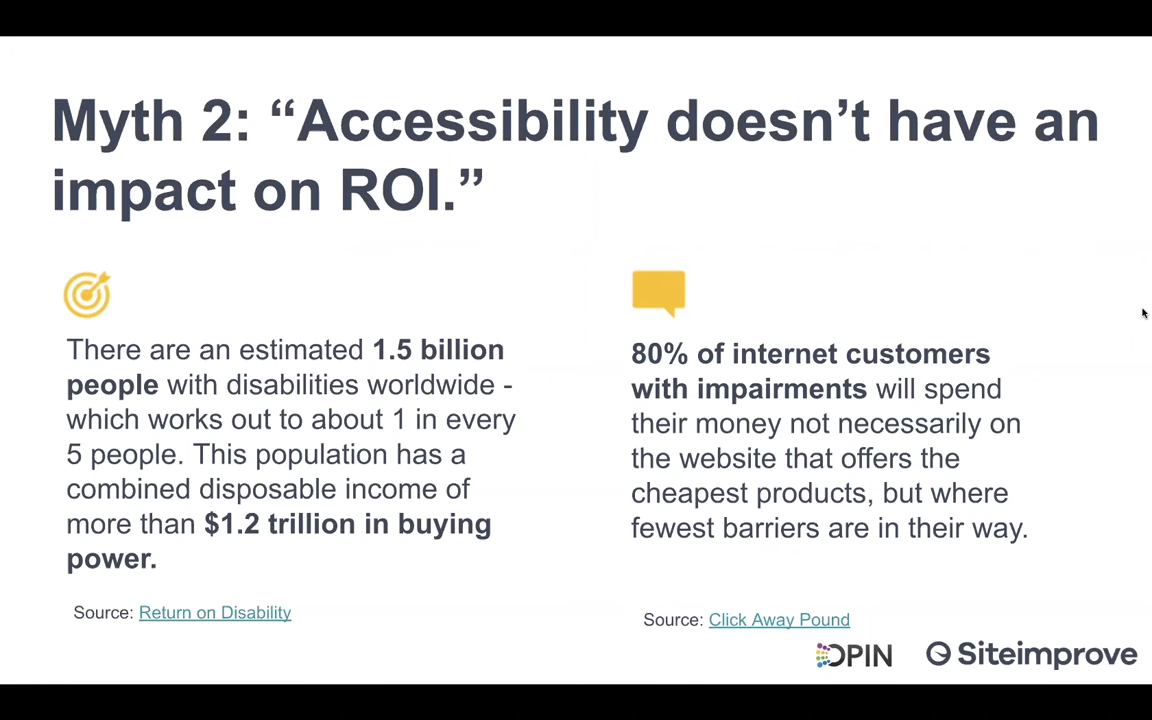 Myth 2: “Accessibility doesn’t have an
impact on ROI.”
There are an estimated 1.5 billion
people with disabilities worldwide -
which works out to about 1 in every
5 people. This population has a
combined disposable income of
more than $1.2 trillion in buying
power.
Source: Return on Disability
80% of internet customers
with impairments will spend
their money not necessarily on
the website that offers the
cheapest products, but where
fewest barriers are in their way.
Source: Click Away Pound
DPIN
Siteimprove